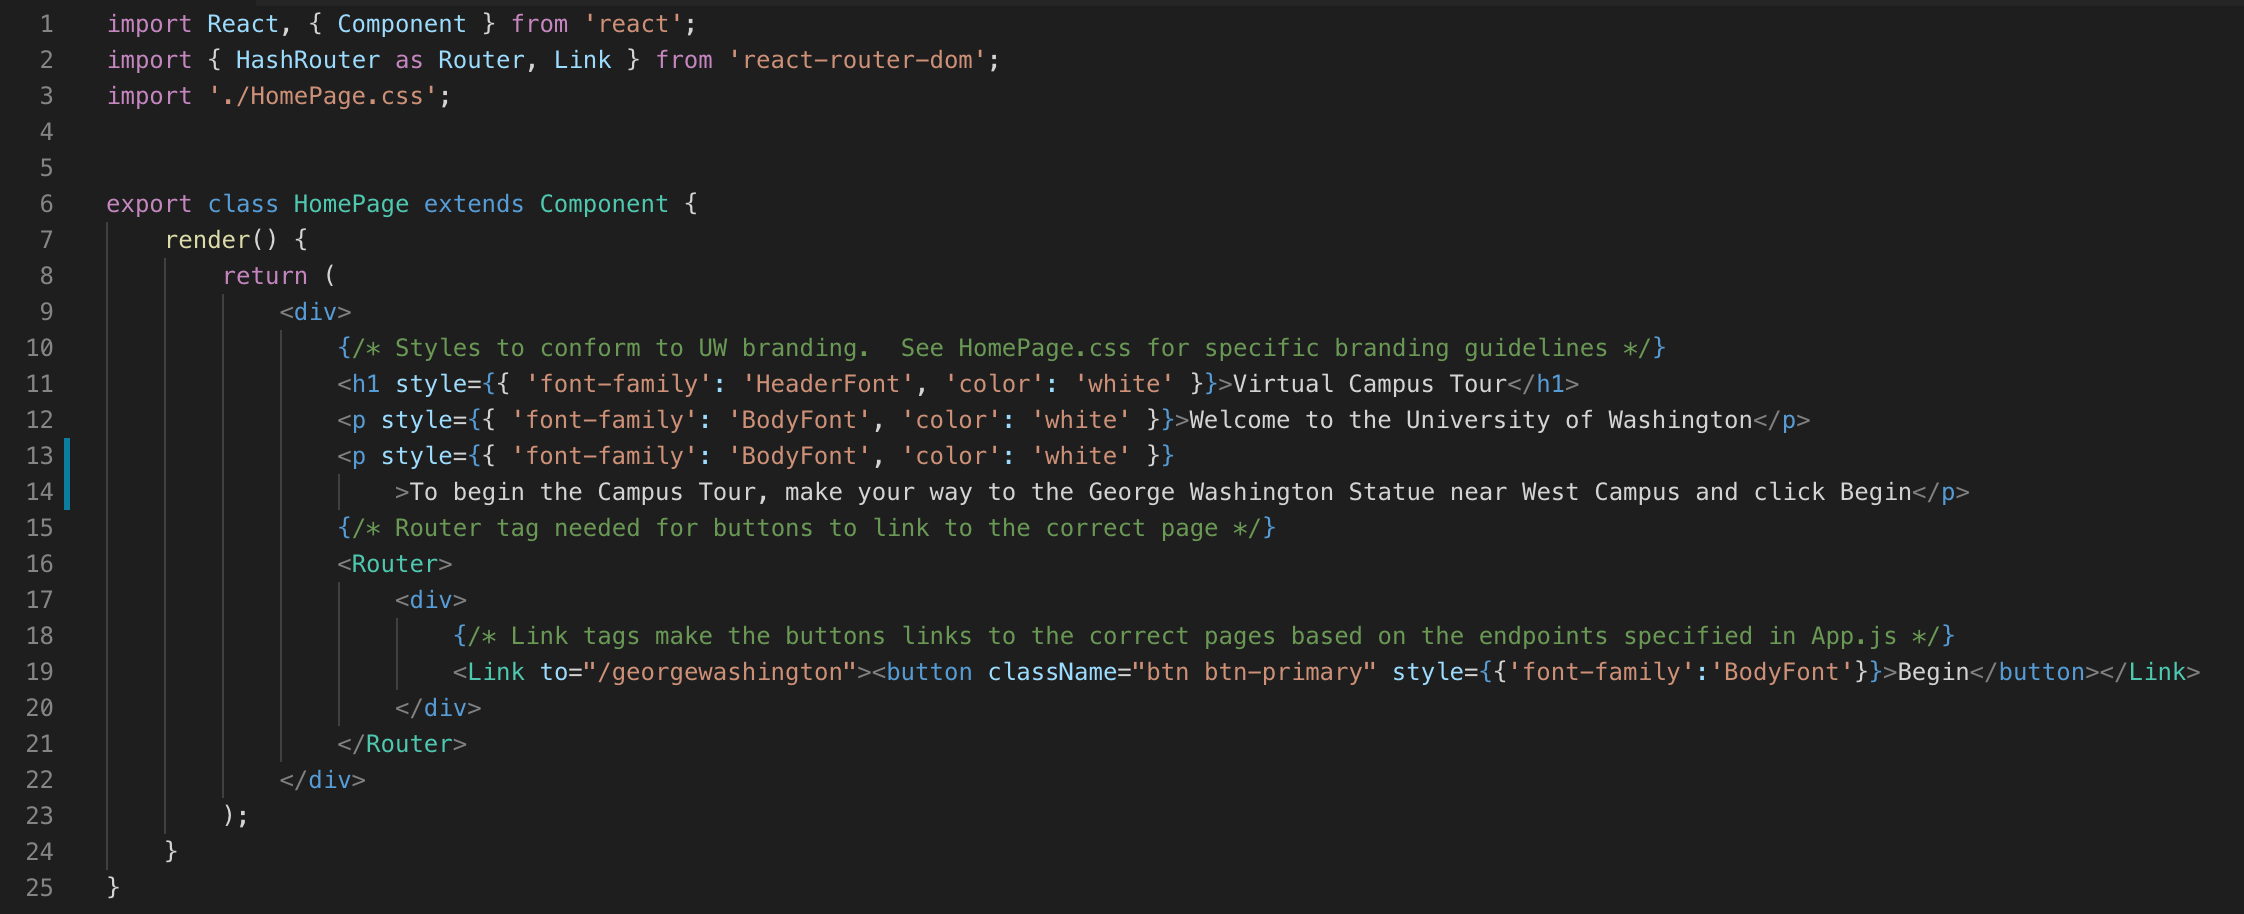 1 import React, { Component } from 'react';
2 import { HashRouter as Router, Link } from 'react-router-dom';
3 import './HomePage.css';
4
5
6 export class HomePage extends Component {
7     render() {
8         return (
9             <div>
10                 {/* Styles to conform to UW branding.  See HomePage.css for specific branding guidelines */}
11                 <h1 style={{ 'font-family': 'HeaderFont', 'color': 'white' }}>Virtual Campus Tour</h1>
12                 <p style={{ 'font-family': 'BodyFont', 'color': 'white' }}>Welcome to the University of Washington</p>
13                 <p style={{ 'font-family': 'BodyFont', 'color': 'white' }}
14                     >To begin the Campus Tour, make your way to the George Washington Statue near West Campus and click Begin</p>
15                 {/* Router tag needed for buttons to link to the correct page */}
16                 <Router>
17                     <div>
18                         {/* Link tags make the buttons links to the correct pages based on the endpoints specified in App.js */}
19                         <Link to="/georgewashington"><button className="btn btn-primary" style={{'font-family':'BodyFont'}}>Begin</button></Link>
20                     </div>
21                 </Router>
22             </div>
23         );
24     }
25 }